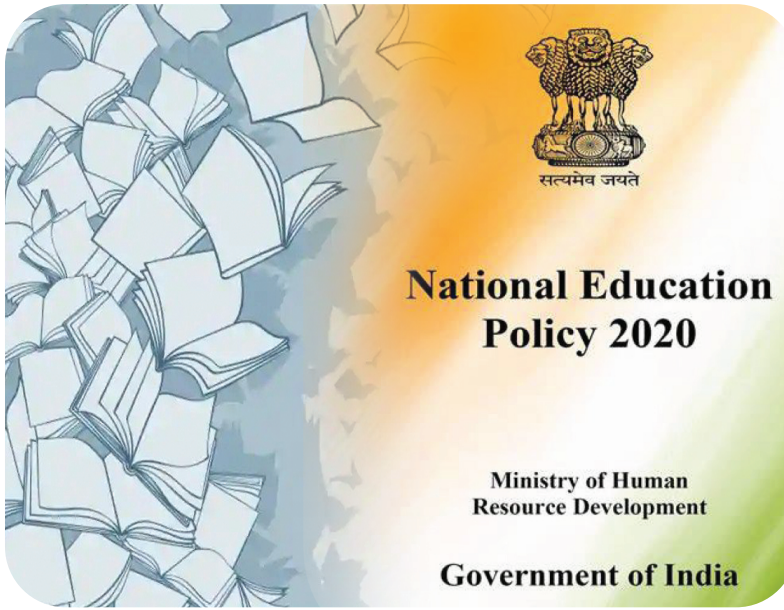 सत्यमेव जयते
National Education
Policy 2020
Ministry of Human
Resource Development
Government of India